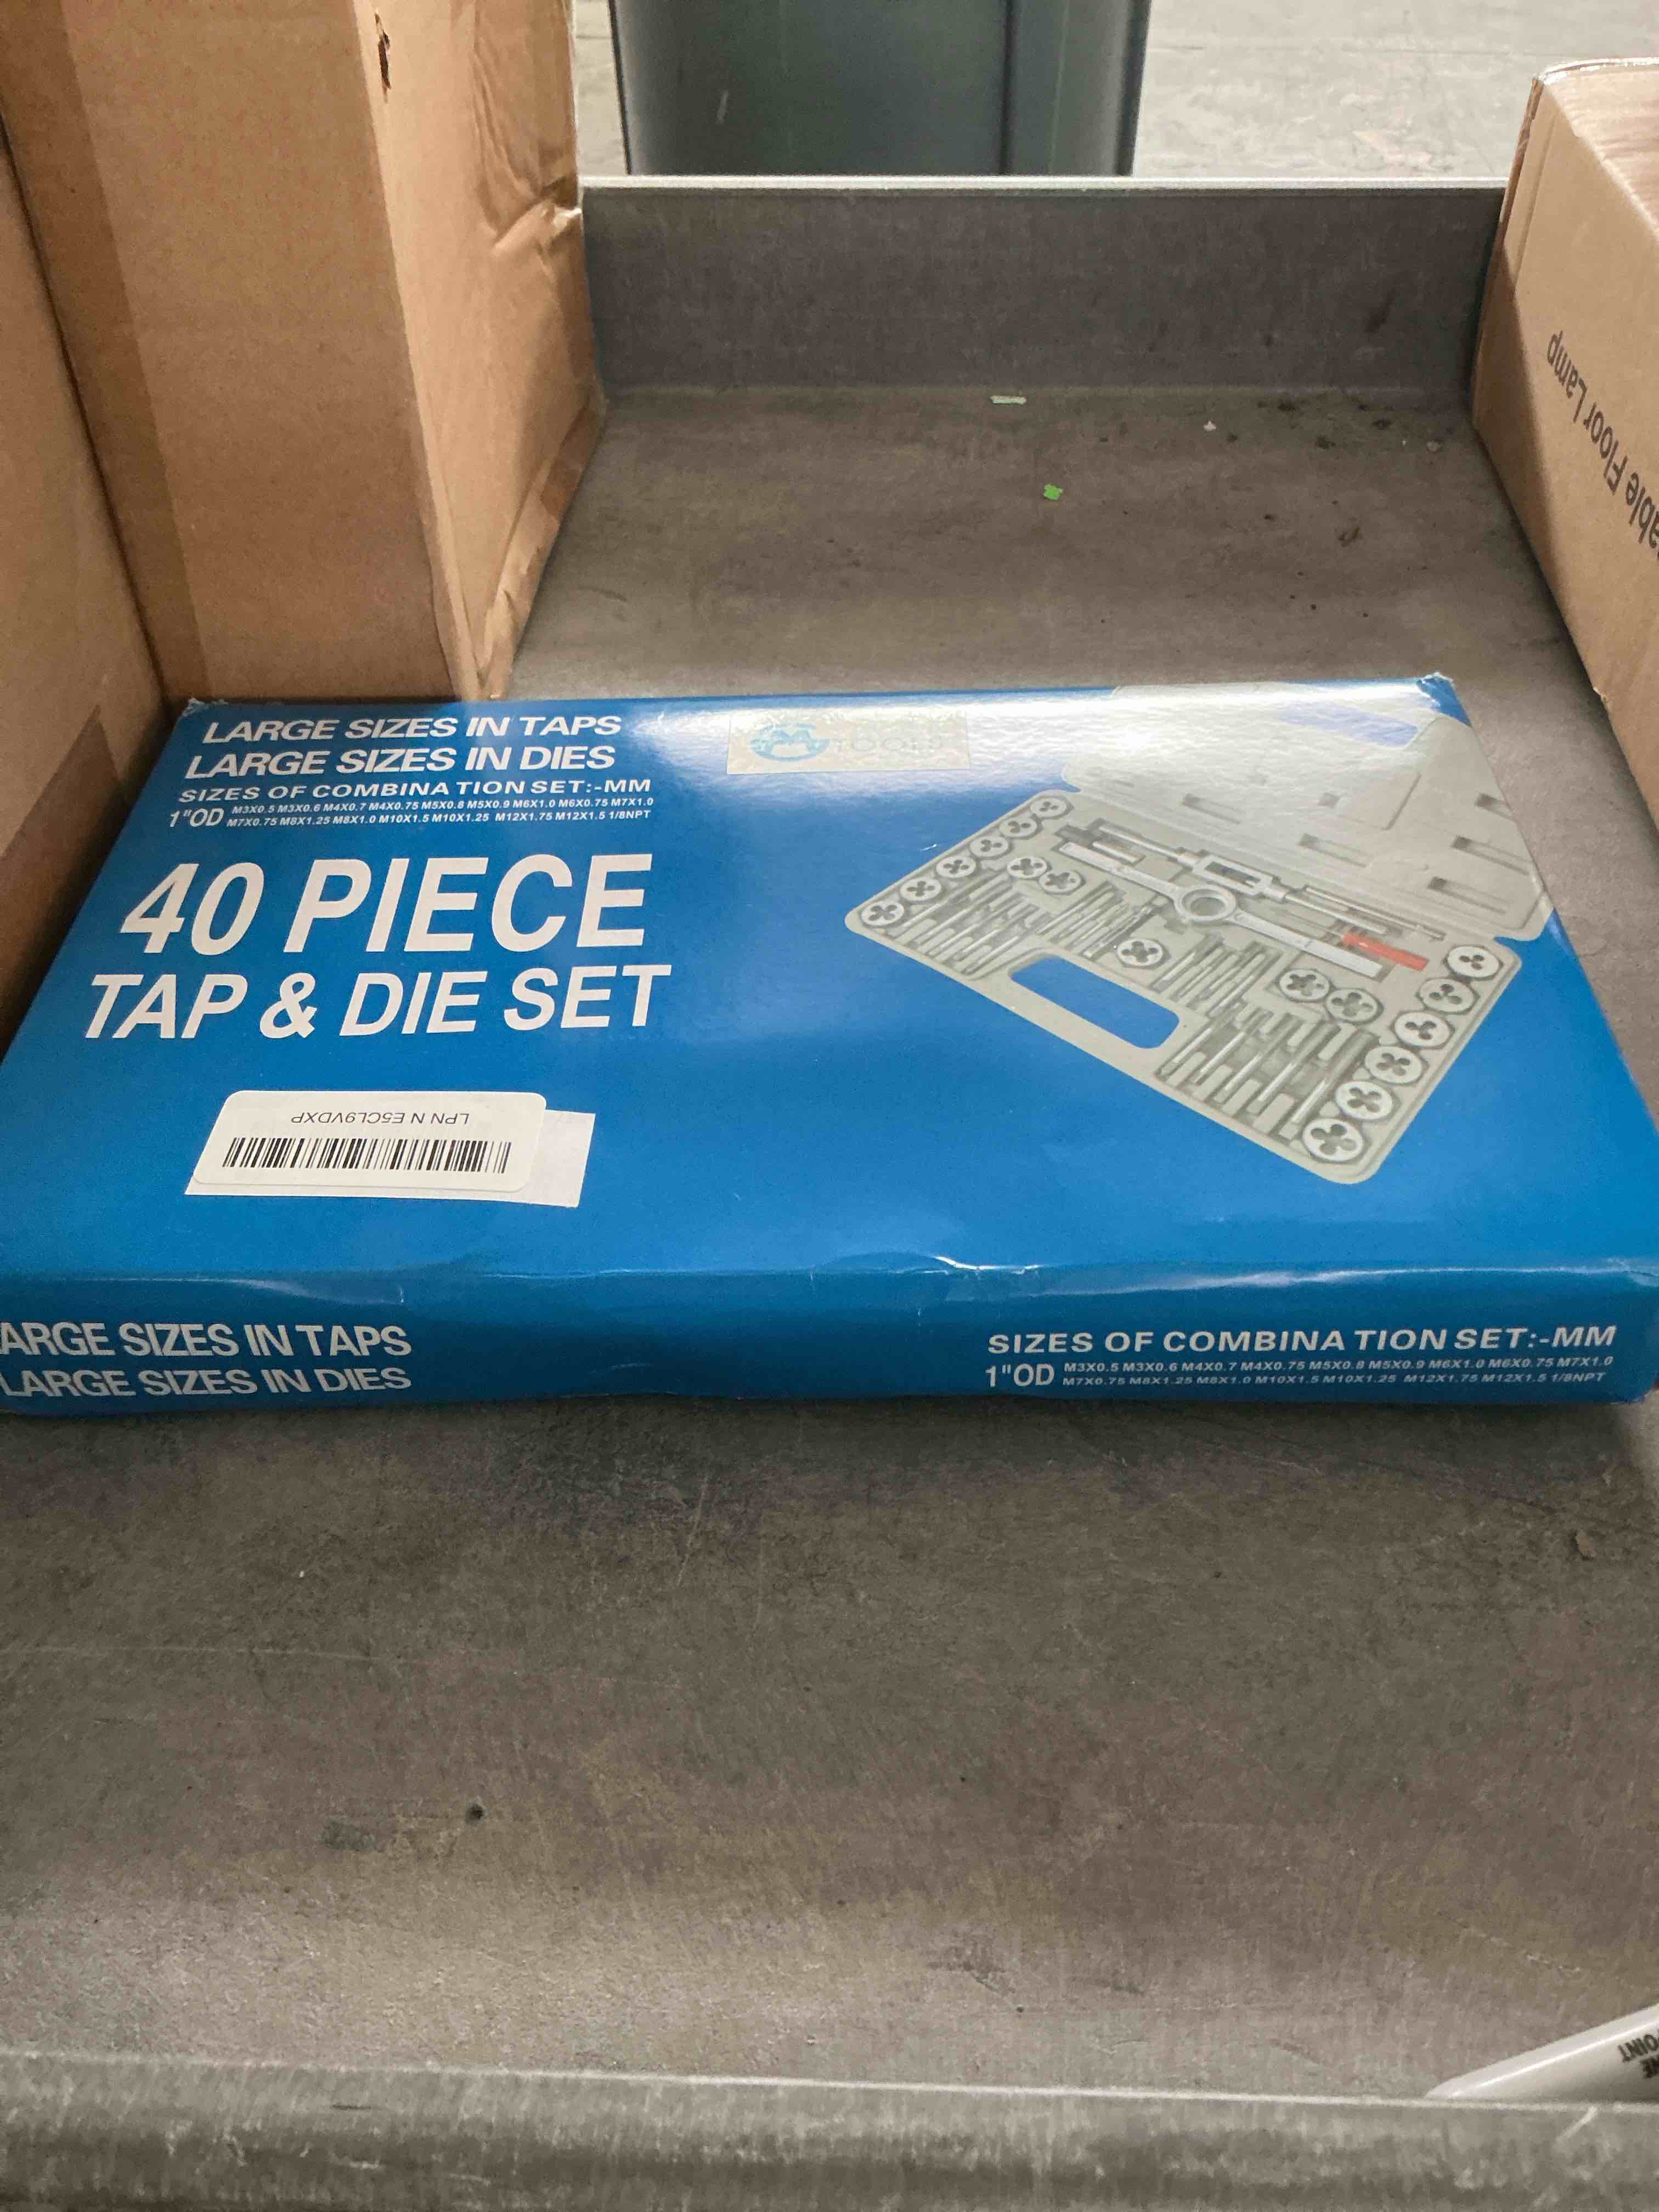 able Floor Lamp
LARGE SIZES IN TAPS
LARGE SIZES IN DIES
SIZES OF COMBINA TION SET:-MM
1"OD M3X0.5 M3X0.6 M4X0.7 M4X0.75 M5X0.8 M5X0.9 M6X1.0 M6X0.75 M7X1.0
M7X0.75 M8X1.25 M8X1.0 M10X1.5 M10X1.25 M12X1.75 M12X1.5 1/8NPT
TOOLS
40 PIECE
TAP & DIE SET
LPN N E5CL9VDXP
ARGE SIZES IN TAPS
LARGE SIZES IN DIES
SIZES OF COMBINA TION SET:-MM
1"OD M3X0.5 M3X0.6 M4X0.7 M4X0.75 M5X0.8 M5X0.9 M6X1.0 M6X0.75 M7X1.0
M7X0.75 M8X1.25 M8X1.0 M10X1.5 M10X1.25 M12X1.75 M12X1.5 1/8NPT
OINT